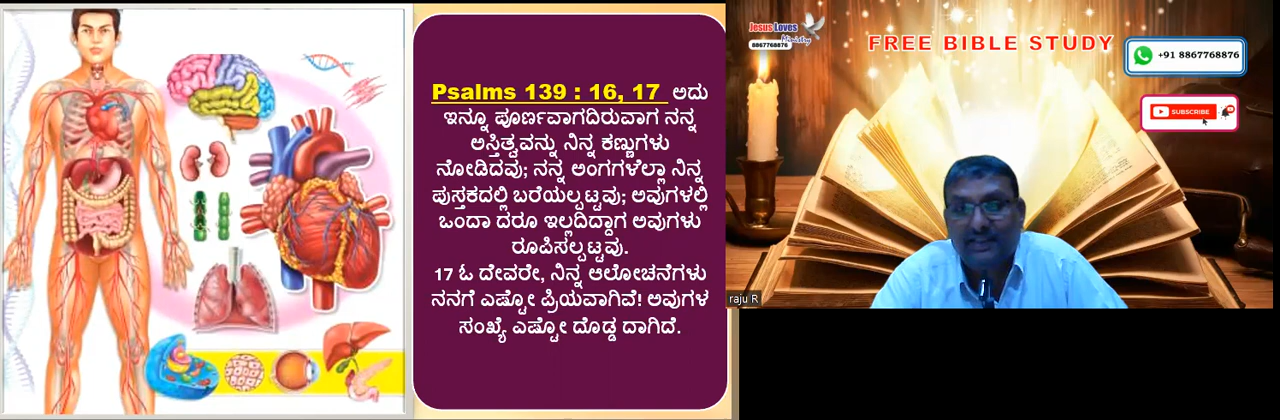 Psalms 139 : 16, 17 ಅದು
ಇನ್ನೂ ಪೂರ್ಣವಾಗದಿರುವಾಗ ನನ್ನ
ಅಸ್ತಿತ್ವವನ್ನು ನಿನ್ನ ಕಣ್ಣುಗಳು
ನೋಡಿದವು; ನನ್ನ ಅಂಗಗಳೆಲ್ಲಾ ನಿನ್ನ
ಪುಸ್ತಕದಲ್ಲಿ ಬರೆಯಲ್ಪಟ್ಟವು; ಅವುಗಳಲ್ಲಿ
ಒಂದಾ ದರೂ ಇಲ್ಲದಿದ್ದಾಗ ಅವುಗಳು
ರೂಪಿಸಲ್ಪಟ್ಟವು.
17 ಓ ದೇವರೇ, ನಿನ್ನ ಆಲೋಚನೆಗಳು
ನನಗೆ ಎಷ್ಟೋ ಪ್ರಿಯವಾಗಿವೆ! ಅವುಗಳ
ಸಂಖ್ಯೆ ಎಷ್ಟೋ ದೊಡ್ಡ ದಾಗಿದೆ.
Jesus Loves
Ministry
8867768876
FREE BIBLE STUDY
+91 8867768876
SUBSCRIBE
raju R